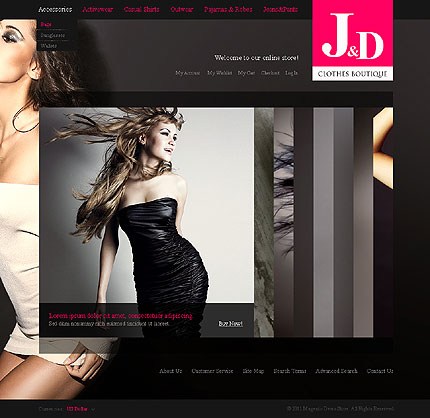 Accessories Activewear Casual Shirts Outwear Pajamas & Robes Jeans&Pants
Bags
Sunglasses
Wallets
J&D
CLOTHES BOUTIQUE
Welcome to our online store!
My Account My Wishlist My Cart Checkout Log In
Lorem ipsum dolor sit amet, consectetuer adipiscing
Sed diam nonummy nibh euismod tincidunt ut laoreet
Buy Now!
About Us Customer Service Site Map Search Terms Advanced Search Contact Us
US Dollar
© 2011 Magento Demo Store. All Rights Reserved.